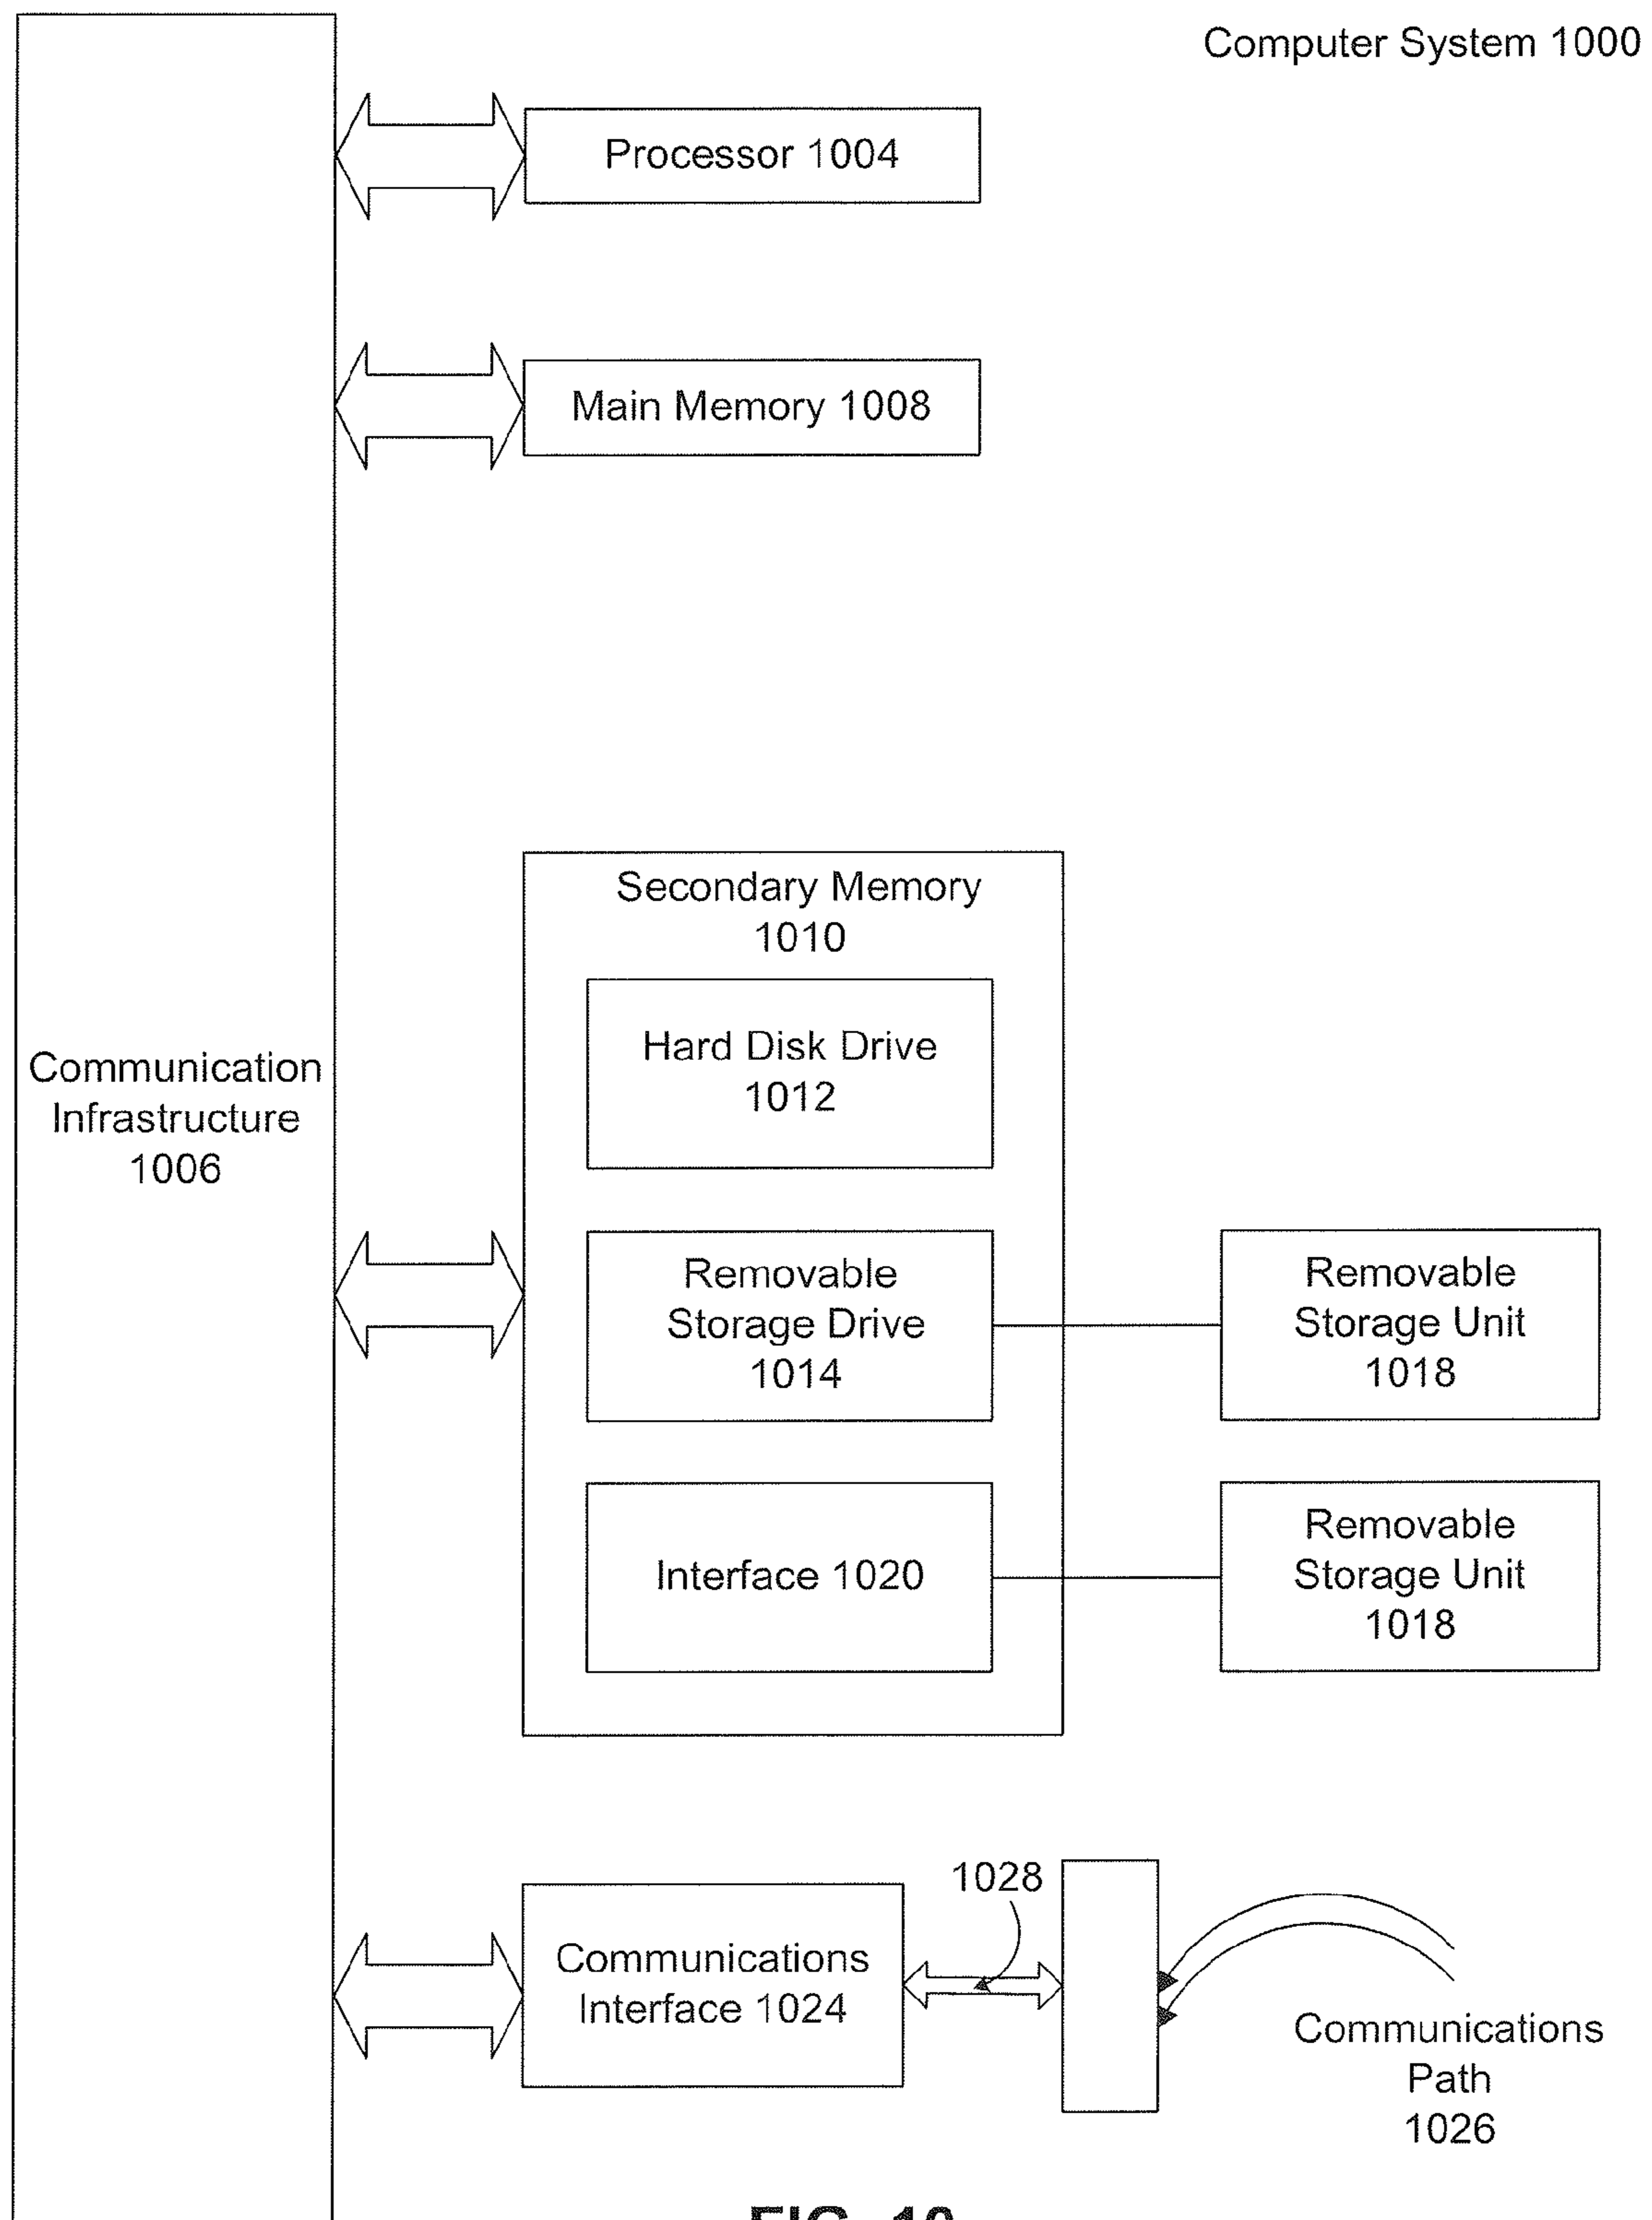 Computer System 1000
Processor 1004
Main Memory 1008
Secondary Memory
1010
Hard Disk Drive
1012
Communication
Infrastructure
1006
Removable
Storage Drive
1014
Removable
Storage Unit
1018
Interface 1020
Removable
Storage Unit
1018
1028
Communications
Interface 1024
Communications
Path
1026
FIG. 10